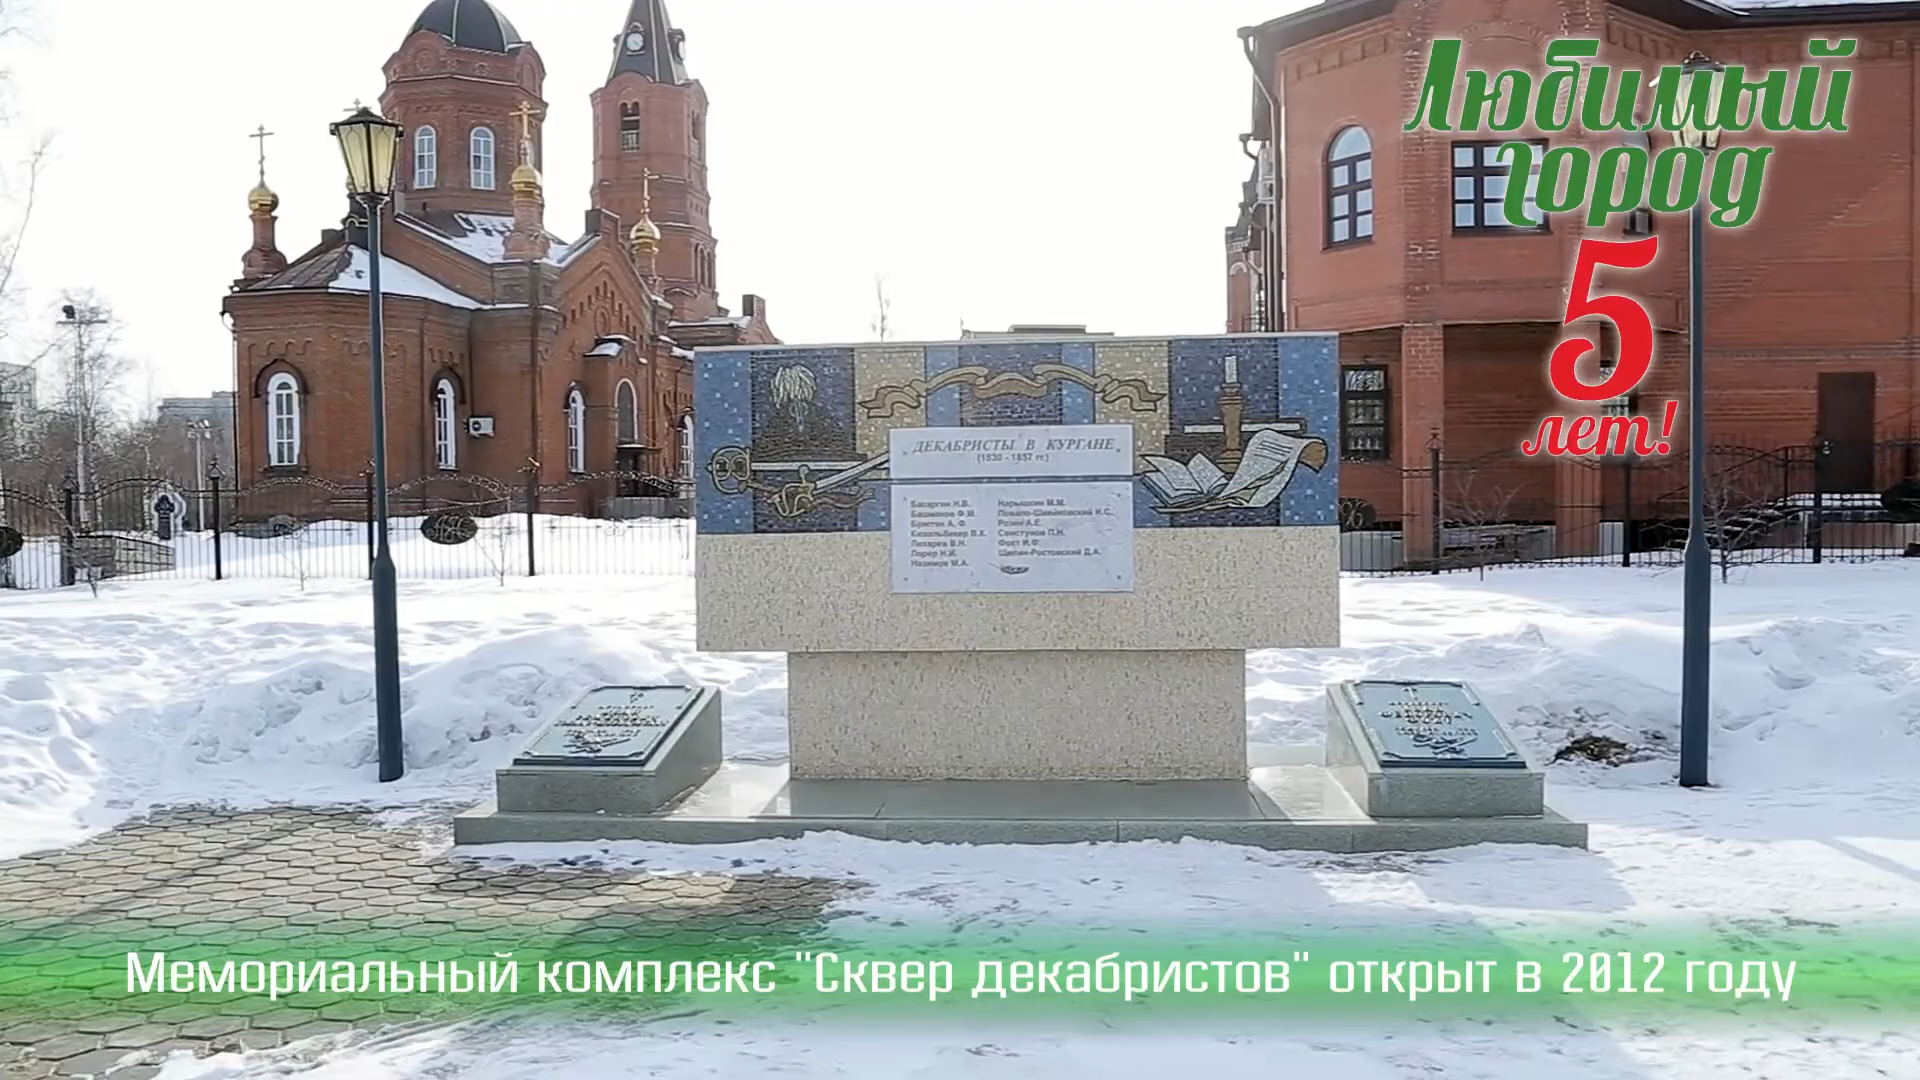 Любимый
город
5
лет!
ДЕКАБРИСТЫ В КУРГАНЕ
(1830 - 1857 гг.)
Басаргин Н.В.
Башмаков Ф.М.
Бригген А. Ф.
Кюхельбекер В.К.
Лихарев В.Н.
Лорер Н.И.
Назимов М.А.
Нарышкин М.М.
Повало-Швейковский И.С.
Розен А.Е.
Свистунов П.Н.
Фохт И.Ф.
Щепин-Ростовский Д.А.
Мемориальный комплекс "Сквер декабристов" открыт в 2012 году